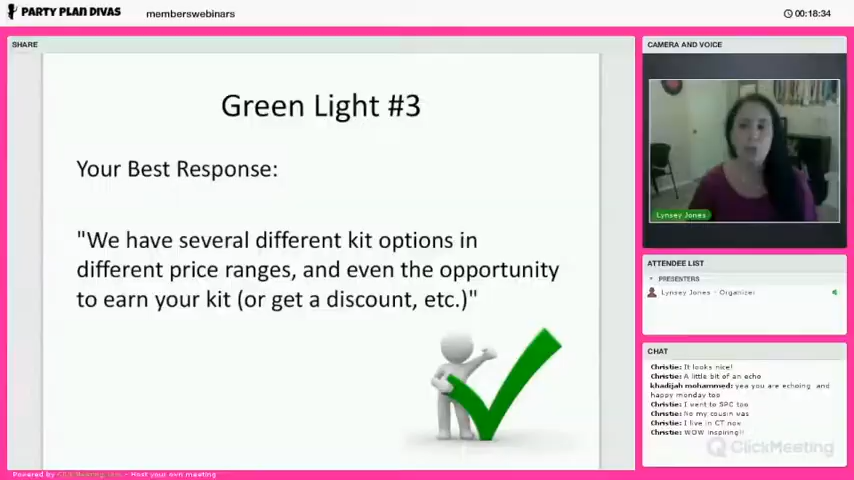 PARTY PLAN DIVAS
memberswebinars
00:18:34
SHARE
Green Light #3
Your Best Response:
"We have several different kit options in
different price ranges, and even the opportunity
to earn your kit (or get a discount, etc.)"
CAMERA AND VOICE
Lynsey Jones
ATTENDEE LIST
PRESENTERS
Lynsey Jones - Organizer
CHAT
Christie: It looks nice!
Christie: A little bit of an echo
khadijah mohammed: yea you are echoing and
happy monday too
Christie: I went to SPC too
Christie: No my cousin was
Christie: I live in CT now
Christie: WOW inspiring!!
ClickMeeting
Powered by - Host your own meeting